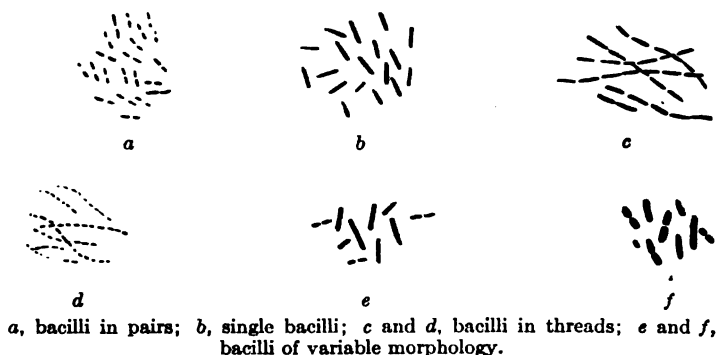 a b c
d e f
a, bacilli in pairs; b, single bacilli; c and d, bacilli in threads; e and f,
bacilli of variable morphology.